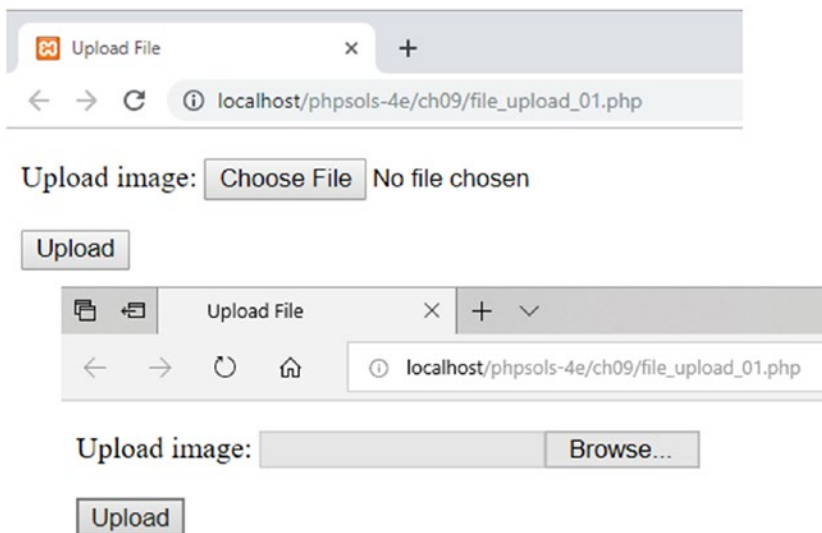 Upload File
localhost/phpsols-4e/ch09/file_upload_01.php
Upload image: Choose File No file chosen
Upload
Upload File
localhost/phpsols-4e/ch09/file_upload_01.php
Upload image: Browse...
Upload